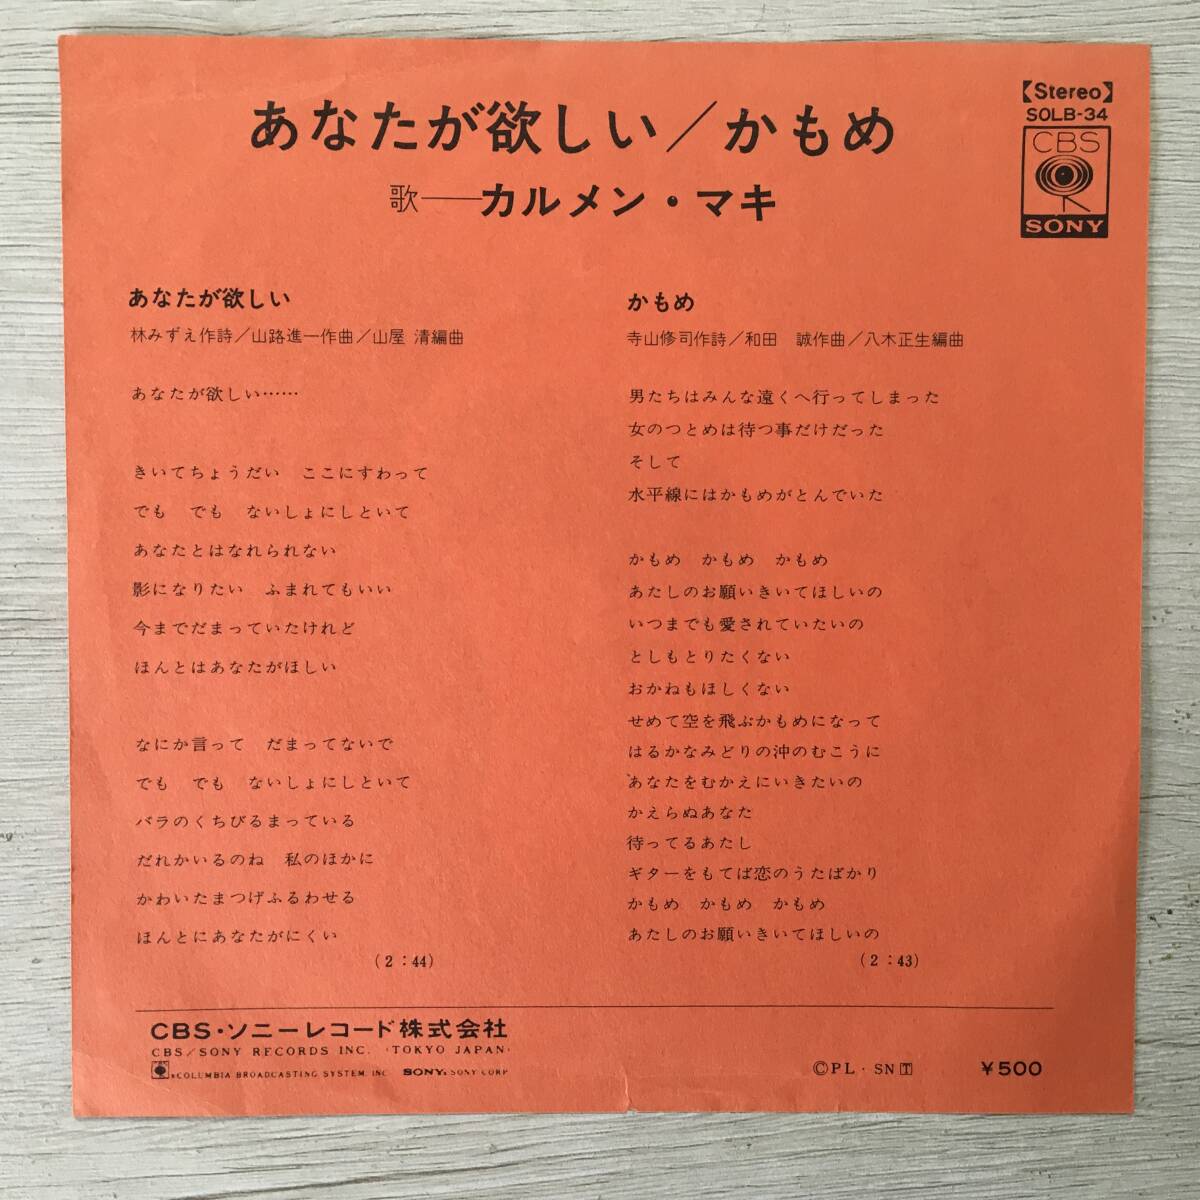 【Stereo】
SOLB-34
CBS
SONY
あなたが欲しい／かもめ
歌──カルメン・マキ
あなたが欲しい
林みずえ作詩／山路進一作曲／山屋 清編曲
あなたが欲しい……
きいてちょうだい　ここにすわって
でも　でも　ないしょにしといて
あなたとはなれられない
影になりたい　ふまれてもいい
今までだまっていたけれど
ほんとはあなたがほしい
なにか言って　だまってないで
でも　でも　ないしょにしといて
バラのくちびるまっている
だれかいるのね　私のほかに
かわいたまつげふるわせる
ほんとにあなたがにくい
(2：44)
かもめ
寺山修司作詩／和田　誠作曲／八木正生編曲
男たちはみんな遠くへ行ってしまった
女のつとめは待つ事だけだった
そして
水平線にはかもめがとんでいた
かもめ　かもめ　かもめ
あたしのお願いきいてほしいの
いつまでも愛されていたいの
としもとりたくない
おかねもほしくない
せめて空を飛ぶかもめになって
はるかなみどりの沖のむこうに
あなたをむかえにいきたいの
かえらぬあなた
待ってるあたし
ギターをもてば恋のうたばかり
かもめ　かもめ　かもめ
あたしのお願いきいてほしいの
(2：43)
CBS・ソニーレコード株式会社
CBS／SONY RECORDS INC. (TOKYO JAPAN)
COLUMBIA BROADCASTING SYSTEM, INC. SONY, SONY CORP
ⒸPL・SN🅃
￥500